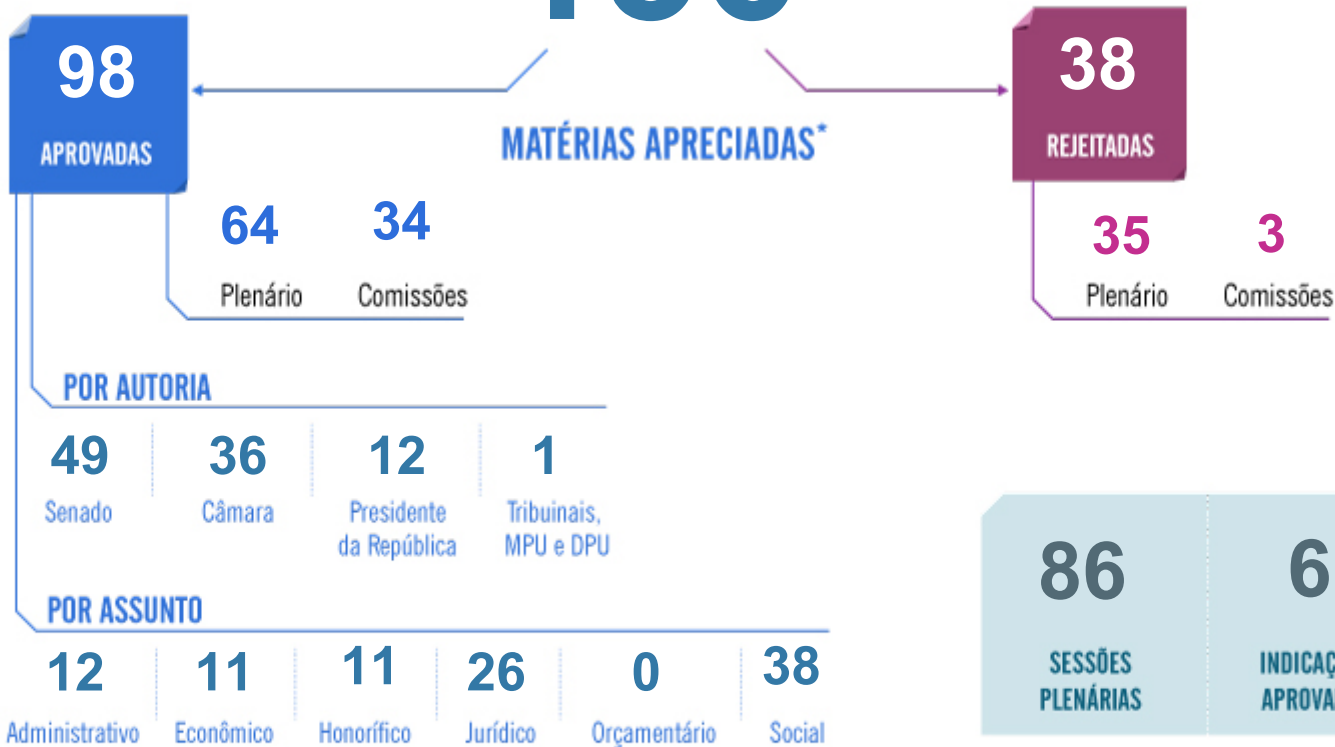 98
APROVADAS
MATÉRIAS APRECIADAS*
38
REJEITADAS
64 34
Plenário Comissões
35 3
Plenário Comissões
POR AUTORIA
49 36 12 1
Senado Câmara Presidente da República Tribuinais, MPU e DPU
POR ASSUNTO
12 11 11 26 0 38
Administrativo Econômico Honorífico Jurídico Orçamentário Social
86
SESSÕES
PLENÁRIAS